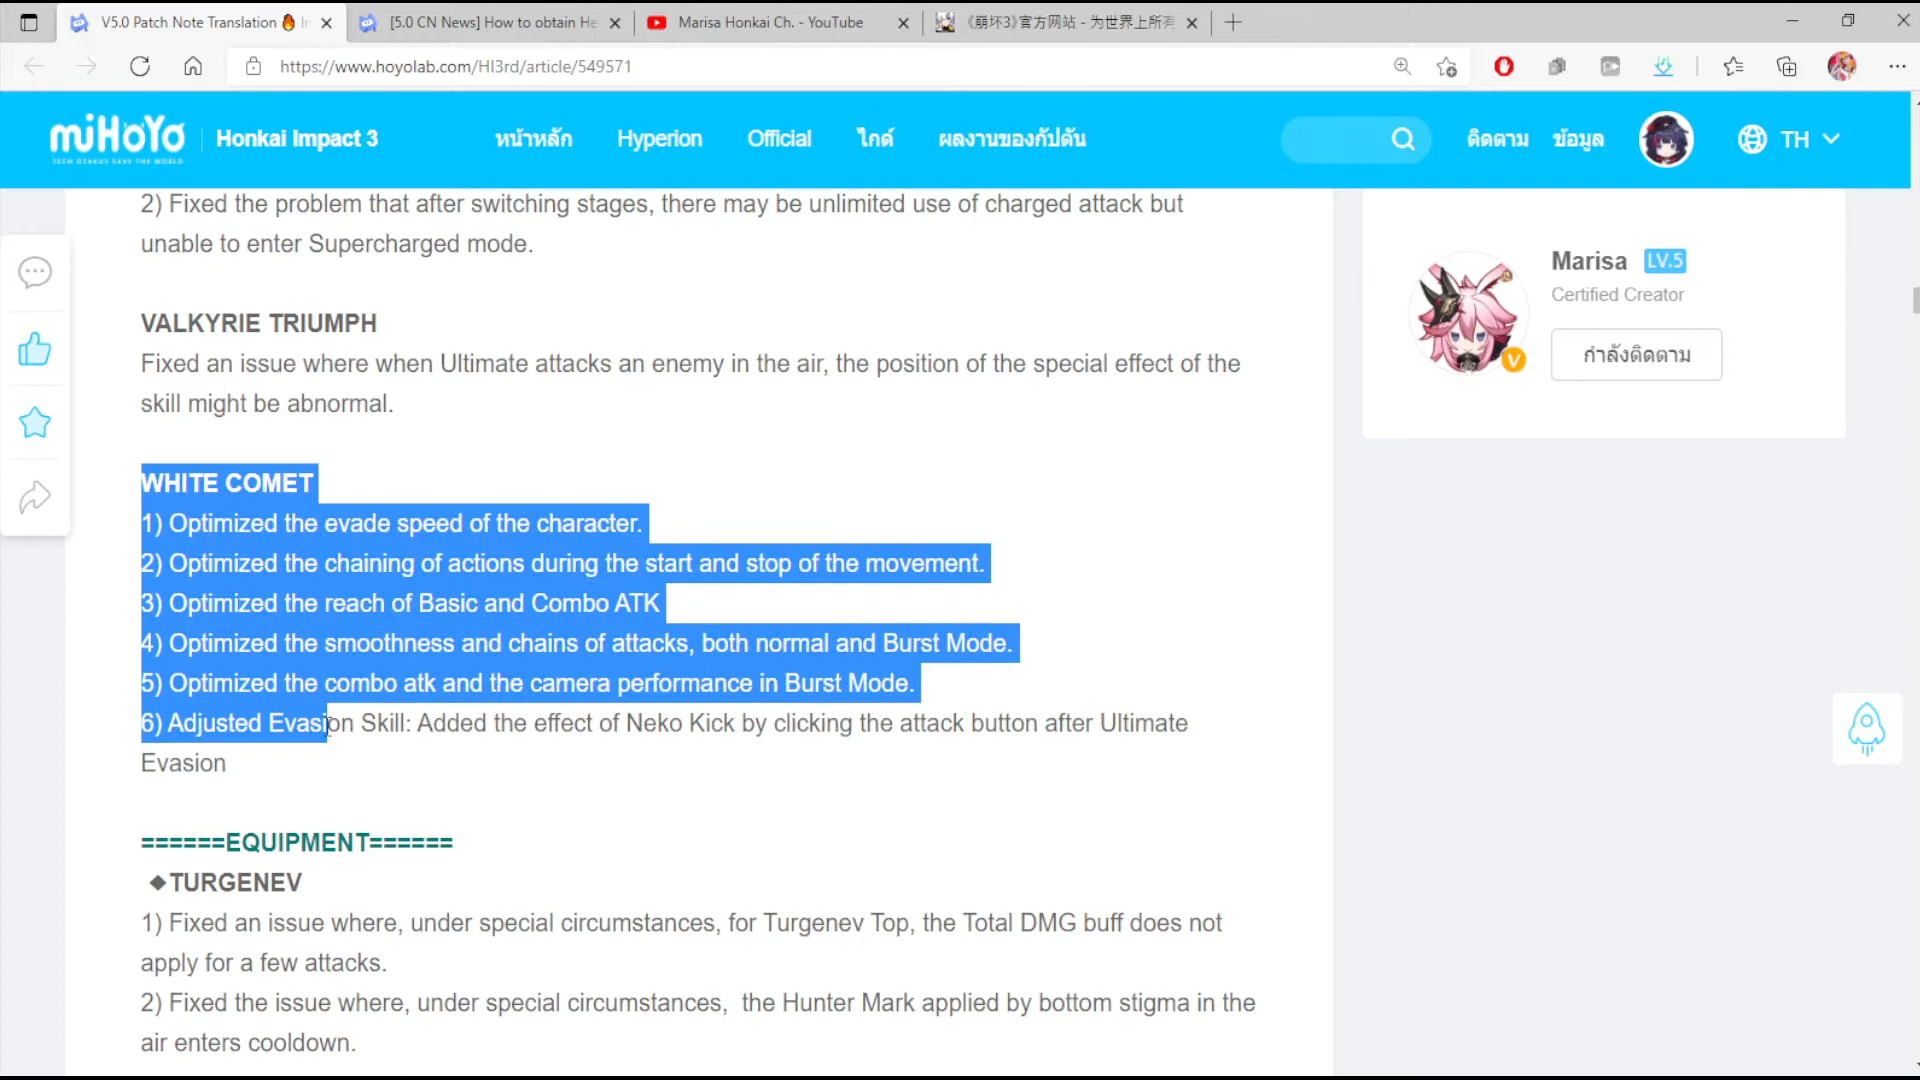 V5.0 Patch Note Translation 🔥 In
[5.0 CN News] How to obtain He
Marisa Honkai Ch. - YouTube
《崩坏3》官方网站 - 为世界上所有
https://www.hoyolab.com/HI3rd/article/549571
miHoYo
TECH OTAKUS SAVE THE WORLD
Honkai Impact 3
หน้าหลัก
Hyperion
Official
ไกด์
ผลงานของกัปตัน
ติดตาม
ข้อมูล
TH
2) Fixed the problem that after switching stages, there may be unlimited use of charged attack but
unable to enter Supercharged mode.
Marisa LV.5
Certified Creator
กำลังติดตาม
VALKYRIE TRIUMPH
Fixed an issue where when Ultimate attacks an enemy in the air, the position of the special effect of the
skill might be abnormal.
WHITE COMET
1) Optimized the evade speed of the character.
2) Optimized the chaining of actions during the start and stop of the movement.
3) Optimized the reach of Basic and Combo ATK
4) Optimized the smoothness and chains of attacks, both normal and Burst Mode.
5) Optimized the combo atk and the camera performance in Burst Mode.
6) Adjusted Evasion Skill: Added the effect of Neko Kick by clicking the attack button after Ultimate
Evasion
======EQUIPMENT======
◆TURGENEV
1) Fixed an issue where, under special circumstances, for Turgenev Top, the Total DMG buff does not
apply for a few attacks.
2) Fixed the issue where, under special circumstances,  the Hunter Mark applied by bottom stigma in the
air enters cooldown.